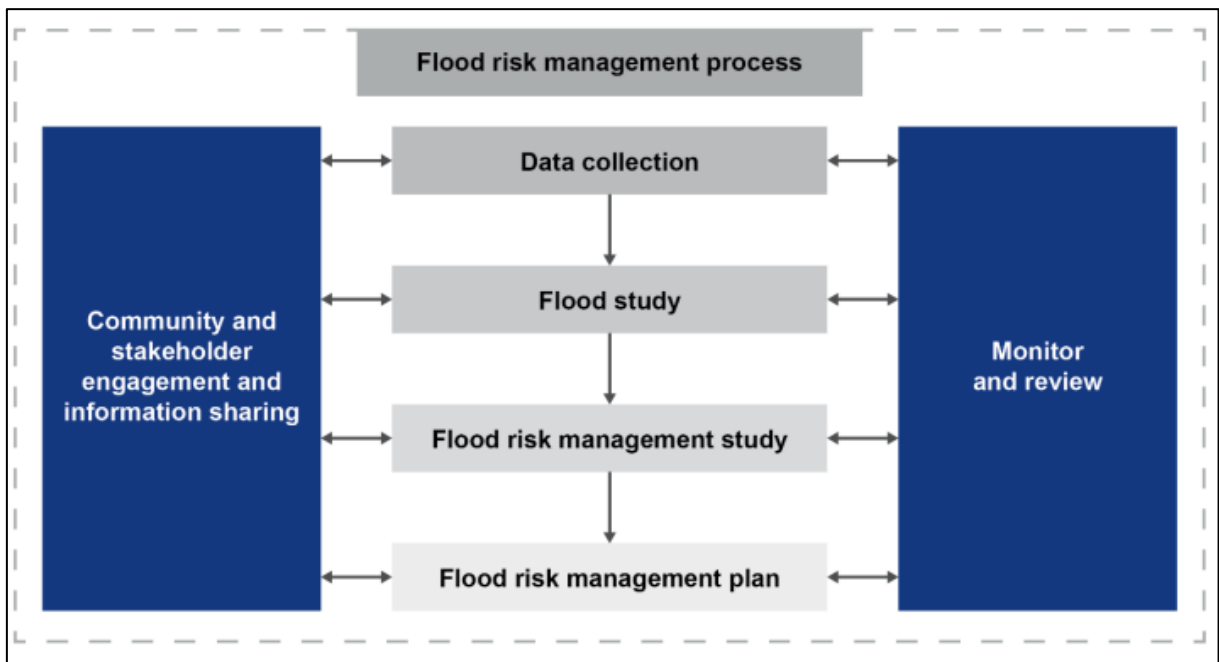 Flood risk management process
Data collection
Flood study
Community and
stakeholder
engagement and
information sharing
Monitor
and review
Flood risk management study
Flood risk management plan